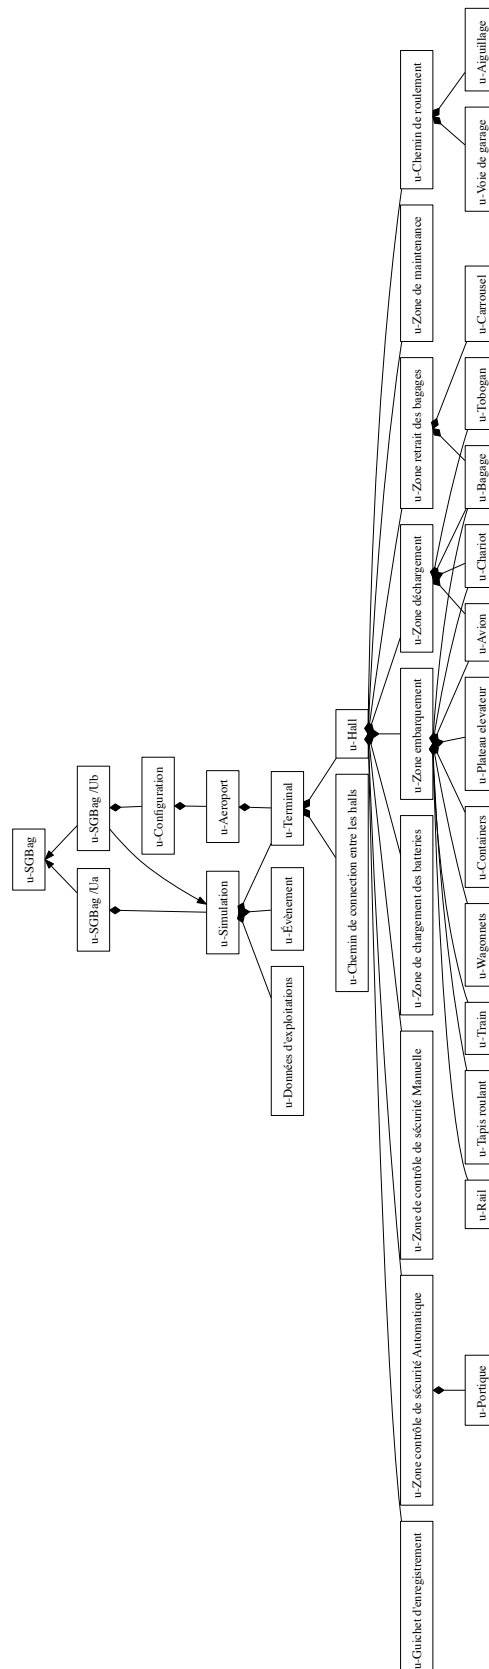 u-SGBag
u-SGBag /Ua
u-SGBag /Ub
u-Configuration
u-Simulation
u-Aeroport
u-Données d'exploitations
u-Évènement
u-Terminal
u-Chemin de connection entre les halls
u-Hall
u-Guichet d'enregistrement
u-Zone contrôle de sécurité Automatique
u-Zone de contrôle de sécurité Manuelle
u-Zone de chargement des batteries
u-Zone embarquement
u-Zone déchargement
u-Zone retrait des bagages
u-Zone de maintenance
u-Chemin de roulement
u-Portique
u-Rail
u-Tapis roulant
u-Train
u-Wagonnets
u-Containers
u-Plateau elevateur
u-Avion
u-Chariot
u-Bagage
u-Tobogan
u-Carrousel
u-Voie de garage
u-Aiguillage